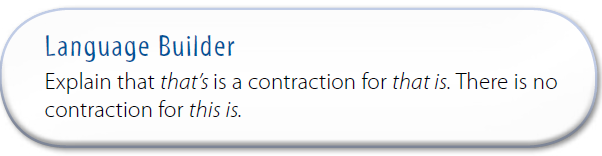 Language Builder
Explain that that's is a contraction for that is. There is no
contraction for this is.